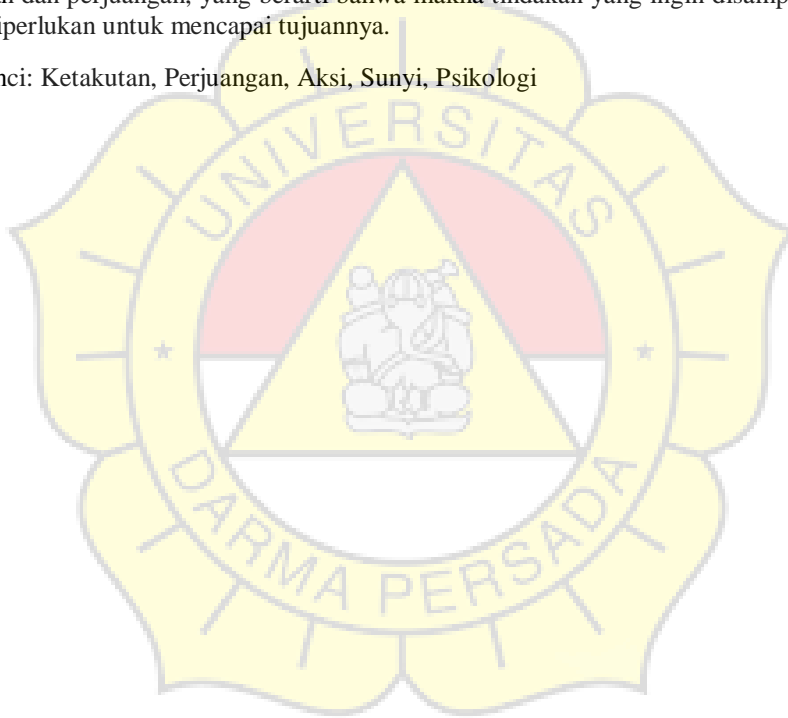 dan perjuangan, yang berarti bahwa makna tindakan yang ingin
iperlukan untuk mencapai tujuannya.
nci: Ketakutan, Perjuangan, Aksi, Sunyi, Psikologi
UNIVERSITAS
DARMA PERSADA